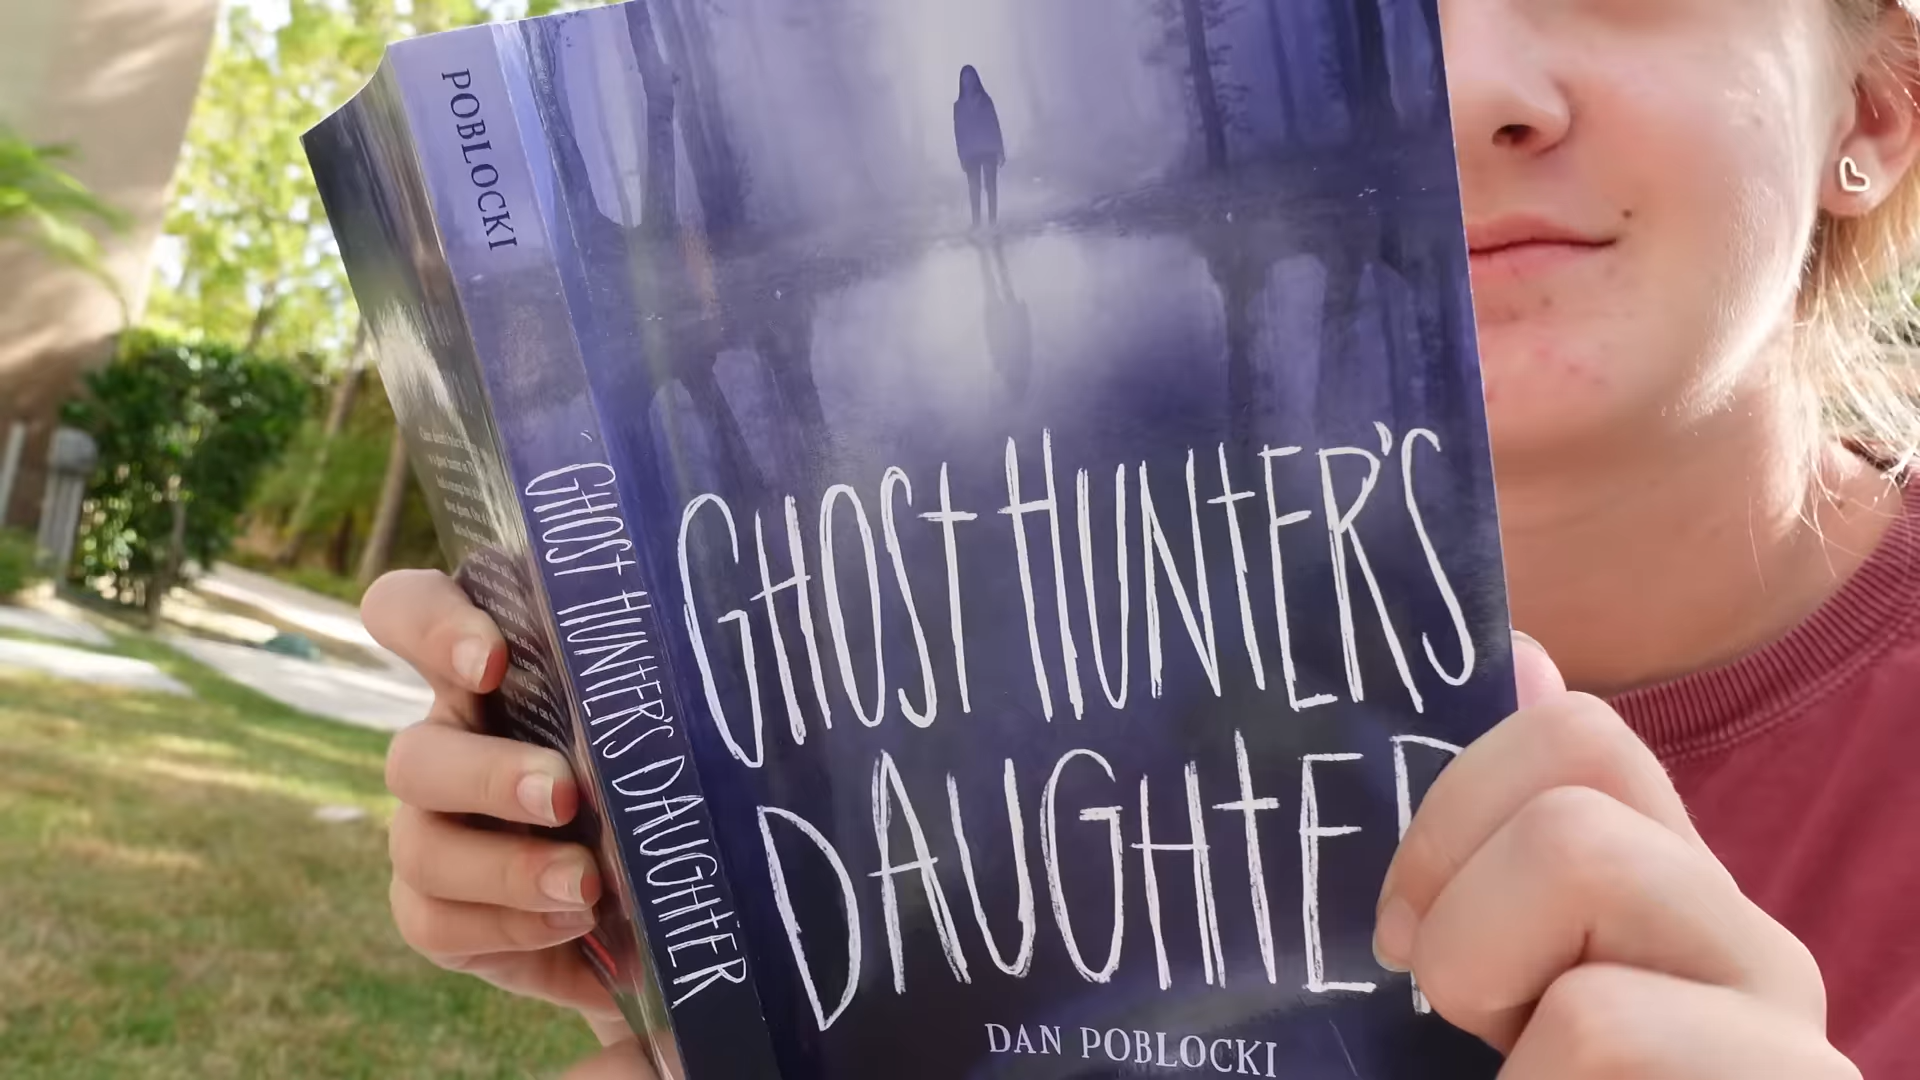 POBLOCKI
GHOST HUNTER'S DAUGHTER
GHOST HUNTER'S
DAUGHTER
DAN POBLOCKI